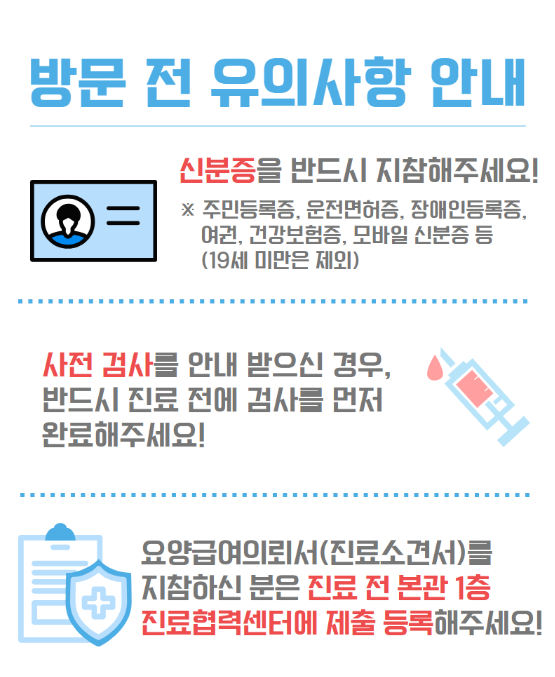 방문 전 유의사항 안내
신분증을 반드시 지참해주세요!
※ 주민등록증, 운전면허증, 장애인등록증,
여권, 건강보험증, 모바일 신분증 등
(19세 미만은 제외)
사전 검사를 안내 받으신 경우,
반드시 진료 전에 검사를 먼저
완료해주세요!
요양급여의뢰서(진료소견서)를
지참하신 분은 진료 전 본관 1층
진료협력센터에 제출 등록해주세요!